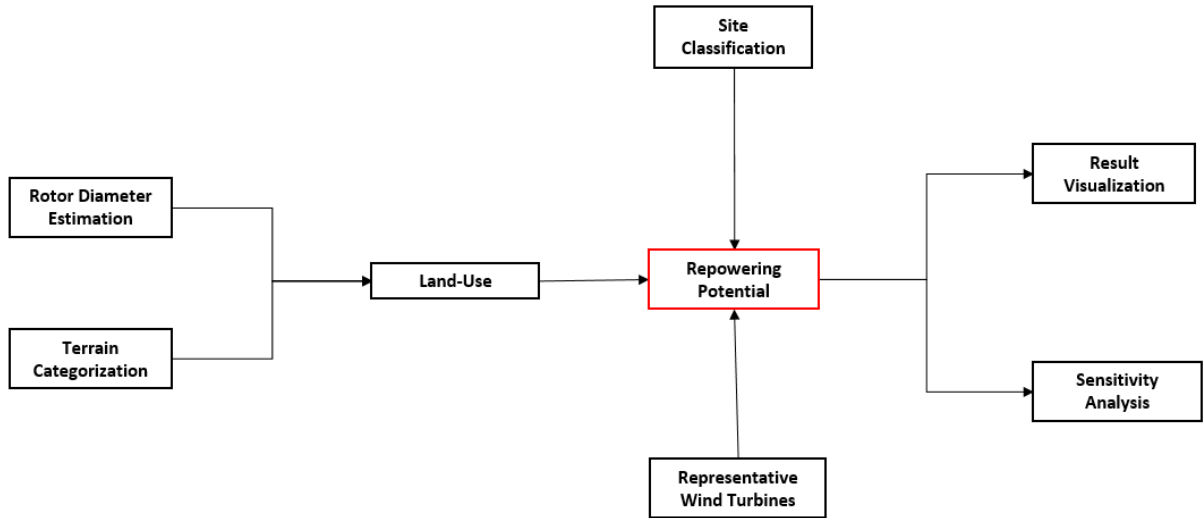 Site
Classification
Rotor Diameter
Estimation
Terrain
Categorization
Land-Use
Repowering
Potential
Representative
Wind Turbines
Result
Visualization
Sensitivity
Analysis